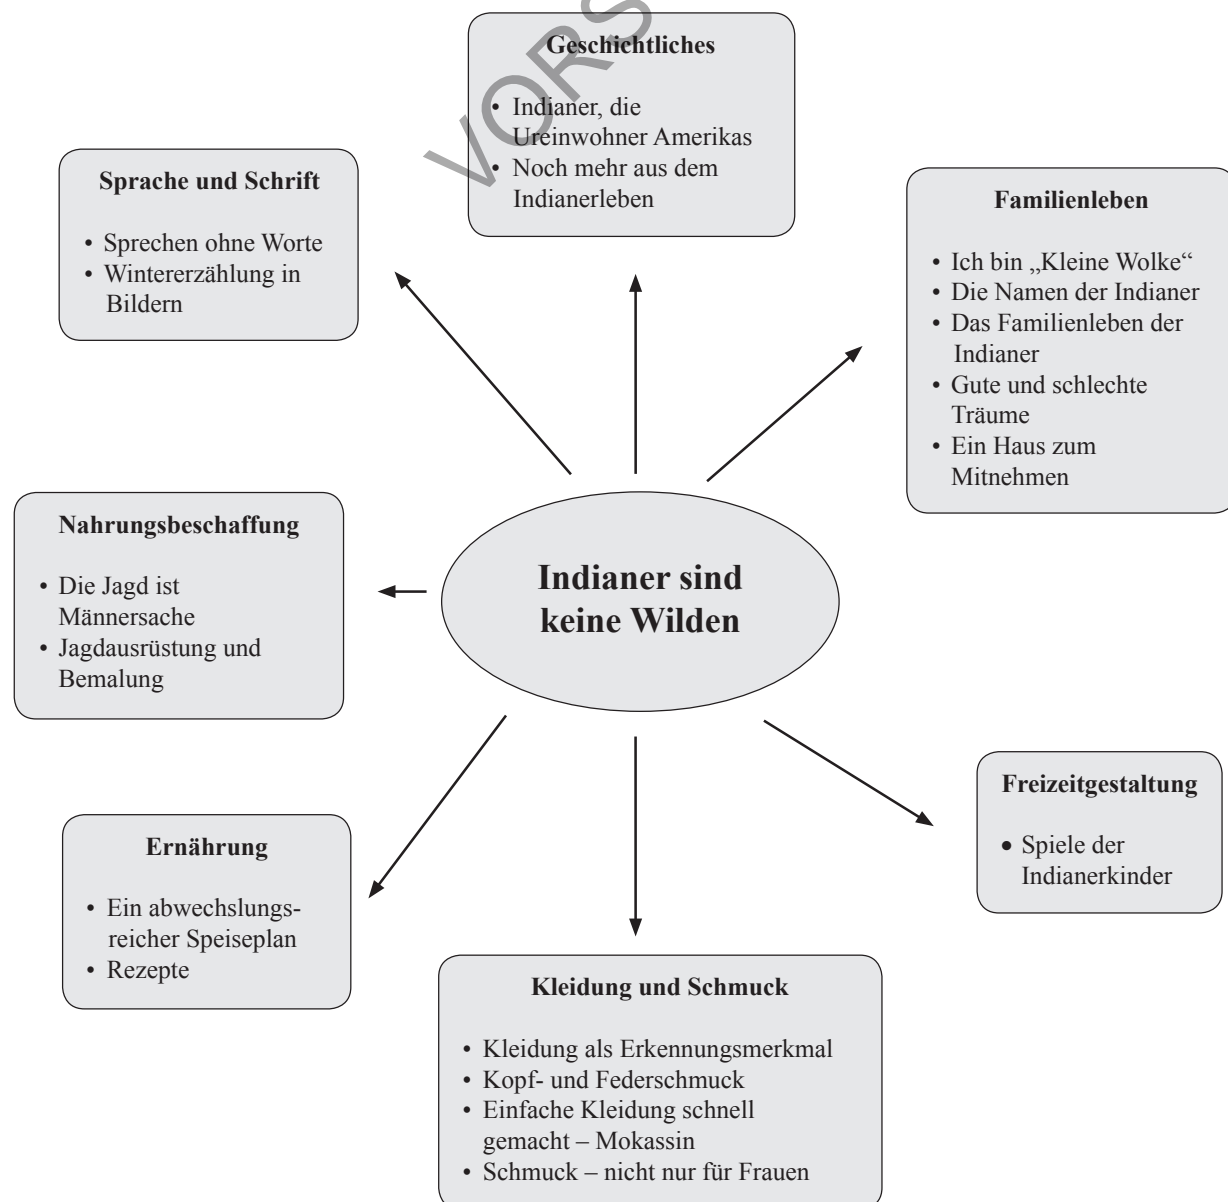 VORS
Geschichtliches
• Indianer, die
Ureinwohner Amerikas
• Noch mehr aus dem
Indianerleben
Sprache und Schrift
• Sprechen ohne Worte
• Wintererzählung in
Bildern
Familienleben
• Ich bin „Kleine Wolke“
• Die Namen der Indianer
• Das Familienleben der
Indianer
• Gute und schlechte
Träume
• Ein Haus zum
Mitnehmen
Nahrungsbeschaffung
• Die Jagd ist
Männersache
• Jagdausrüstung und
Bemalung
Indianer sind
keine Wilden
Freizeitgestaltung
• Spiele der
Indianerkinder
Ernährung
• Ein abwechslungs-
reicher Speiseplan
• Rezepte
Kleidung und Schmuck
• Kleidung als Erkennungsmerkmal
• Kopf- und Federschmuck
• Einfache Kleidung schnell
gemacht – Mokassin
• Schmuck – nicht nur für Frauen